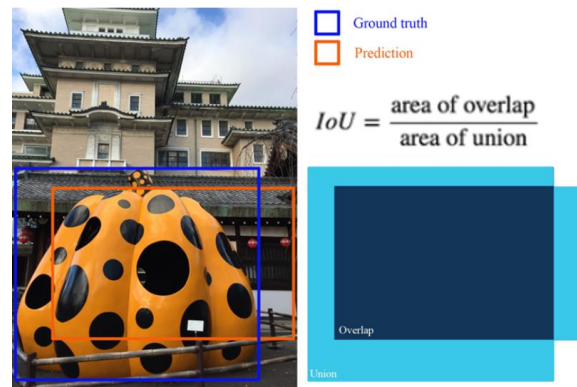 Ground truth
Prediction
IoU = area of overlap / area of union
Overlap
Union